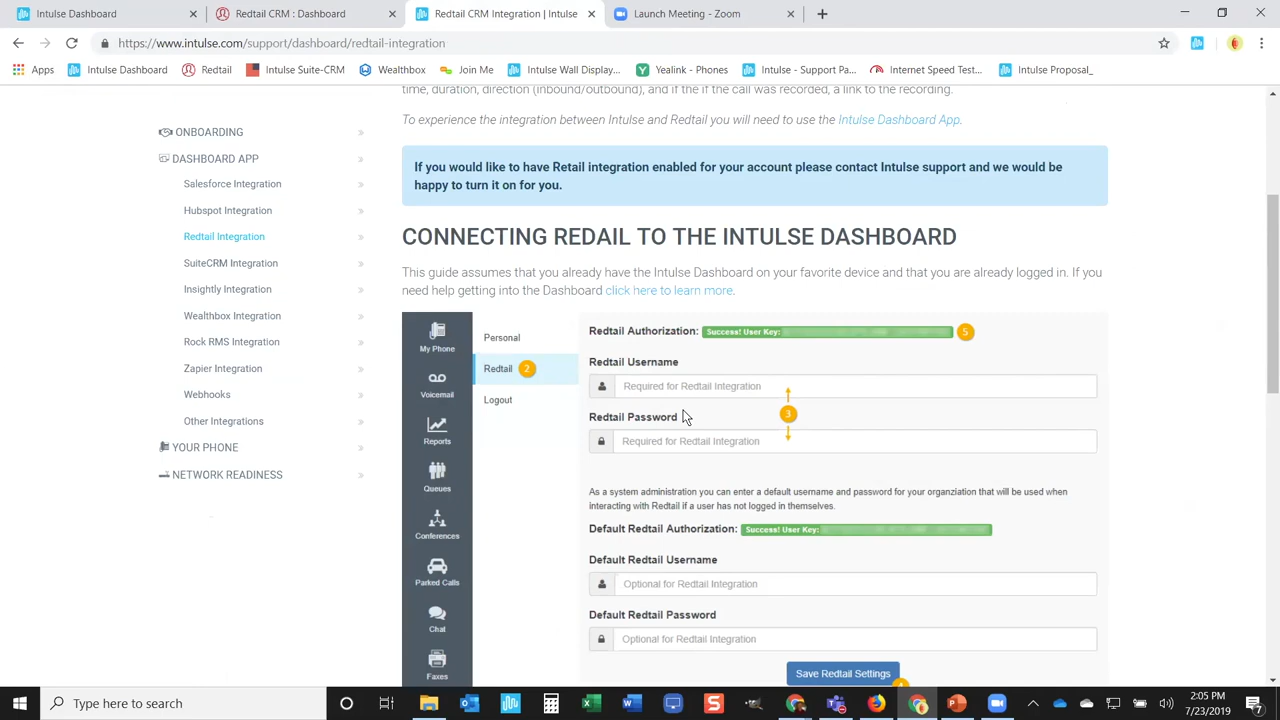 Intulse Dashboard
Redtail Integration
Redtail Integration
Launch Meeting - Zoom
https://www.intulse.com/support/dashboard/redtail-integration
Apps
Intulse Dashboard
Redtail
Intulse Suite-CRM
Wealthbox
Join Me
Intulse Wall Display...
Yealink - Phones
Intulse - Support Pa...
Internet Speed Test...
Intulse Proposal_
time, duration, direction (inbound/outbound), and if the if the call was recorded, a link to the recording.
To experience the integration between Intulse and Redtail you will need to use the Intulse Dashboard App.
If you would like to have Retail integration enabled for your account please contact Intulse support and we would be
happy to turn it on for you.
ONBOARDING
DASHBOARD APP
Salesforce Integration
Hubspot Integration
Redtail Integration
SuiteCRM Integration
Insightly Integration
Wealthbox Integration
Rock RMS Integration
Zapier Integration
Webhooks
Other Integrations
YOUR PHONE
NETWORK READINESS
CONNECTING REDAIL TO THE INTULSE DASHBOARD
This guide assumes that you already have the Intulse Dashboard on your favorite device and that you are already logged in. If you
need help getting into the Dashboard click here to learn more.
My Phone
Voicemail
Reports
Queues
Conferences
Parked Calls
Chat
Faxes
Personal
Redtail 2
Logout
Redtail Authorization: Success! User Key: 5
Redtail Username
Required for Redtail Integration
3
Redtail Password
Required for Redtail Integration
As a system administration you can enter a default username and password for your organziation that will be used when
interacting with Redtail if a user has not logged in themselves.
Default Redtail Authorization: Success! User Key:
Default Redtail Username
Optional for Redtail Integration
Default Redtail Password
Optional for Redtail Integration
Save Redtail Settings
Type here to search
2:05 PM
7/23/2019